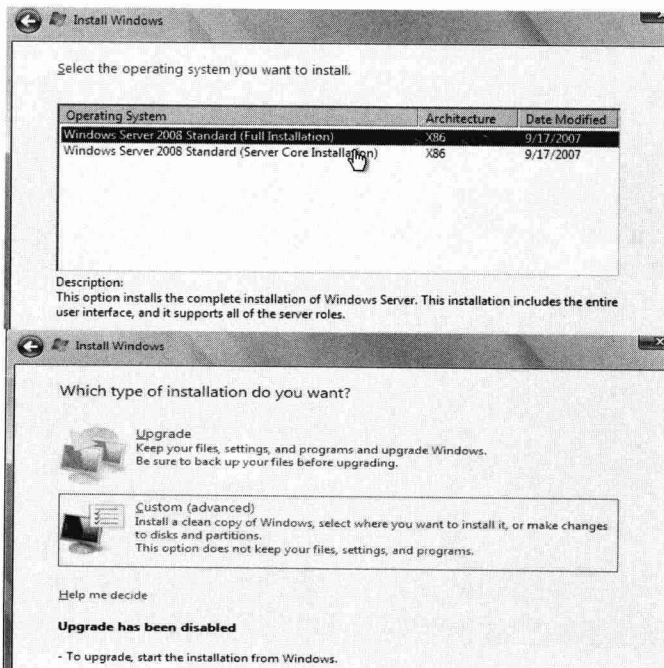 Install Windows
Select the operating system you want to install.
Operating System Architecture Date Modified
Windows Server 2008 Standard (Full Installation) X86 9/17/2007
Windows Server 2008 Standard (Server Core Installation) X86 9/17/2007
Description:
This option installs the complete installation of Windows Server. This installation includes the entire
user interface, and it supports all of the server roles.
Install Windows
Which type of installation do you want?
Upgrade
Keep your files, settings, and programs and upgrade Windows.
Be sure to back up your files before upgrading.
Custom (advanced)
Install a clean copy of Windows, select where you want to install it, or make changes
to disks and partitions.
This option does not keep your files, settings, and programs.
Help me decide
Upgrade has been disabled
- To upgrade, start the installation from Windows.